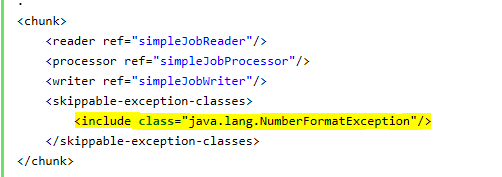 .
<chunk>
    <reader ref="simpleJobReader"/>
    <processor ref="simpleJobProcessor"/>
    <writer ref="simpleJobWriter"/>
    <skippable-exception-classes>
        <include class="java.lang.NumberFormatException"/>
    </skippable-exception-classes>
</chunk>